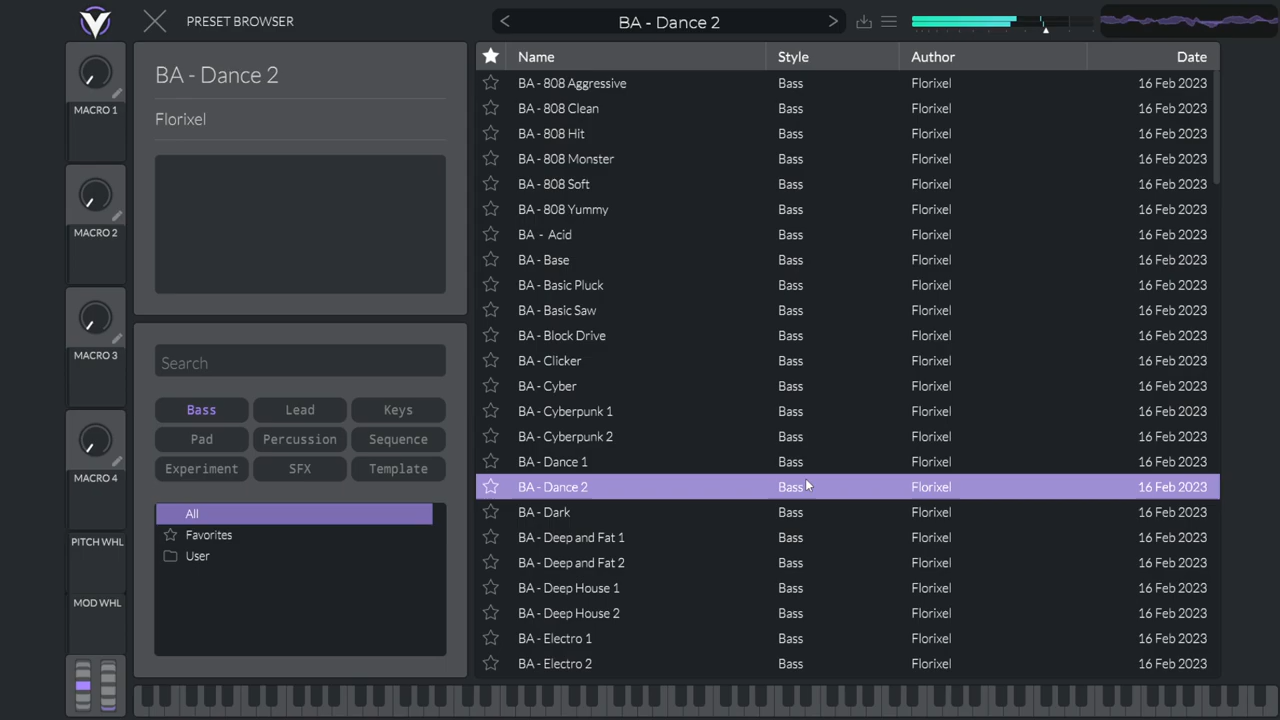 PRESET BROWSER
< BA - Dance 2 >
MACRO 1
MACRO 2
MACRO 3
MACRO 4
PITCH WHL
MOD WHL
BA - Dance 2
Florixel
Search
Bass Lead Keys
Pad Percussion Sequence
Experiment SFX Template
All
Favorites
User
Name Style Author Date
BA - 808 Aggressive Bass Florixel 16 Feb 2023
BA - 808 Clean Bass Florixel 16 Feb 2023
BA - 808 Hit Bass Florixel 16 Feb 2023
BA - 808 Monster Bass Florixel 16 Feb 2023
BA - 808 Soft Bass Florixel 16 Feb 2023
BA - 808 Yummy Bass Florixel 16 Feb 2023
BA - Acid Bass Florixel 16 Feb 2023
BA - Base Bass Florixel 16 Feb 2023
BA - Basic Pluck Bass Florixel 16 Feb 2023
BA - Basic Saw Bass Florixel 16 Feb 2023
BA - Block Drive Bass Florixel 16 Feb 2023
BA - Clicker Bass Florixel 16 Feb 2023
BA - Cyber Bass Florixel 16 Feb 2023
BA - Cyberpunk 1 Bass Florixel 16 Feb 2023
BA - Cyberpunk 2 Bass Florixel 16 Feb 2023
BA - Dance 1 Bass Florixel 16 Feb 2023
BA - Dance 2 Bass Florixel 16 Feb 2023
BA - Dark Bass Florixel 16 Feb 2023
BA - Deep and Fat 1 Bass Florixel 16 Feb 2023
BA - Deep and Fat 2 Bass Florixel 16 Feb 2023
BA - Deep House 1 Bass Florixel 16 Feb 2023
BA - Deep House 2 Bass Florixel 16 Feb 2023
BA - Electro 1 Bass Florixel 16 Feb 2023
BA - Electro 2 Bass Florixel 16 Feb 2023